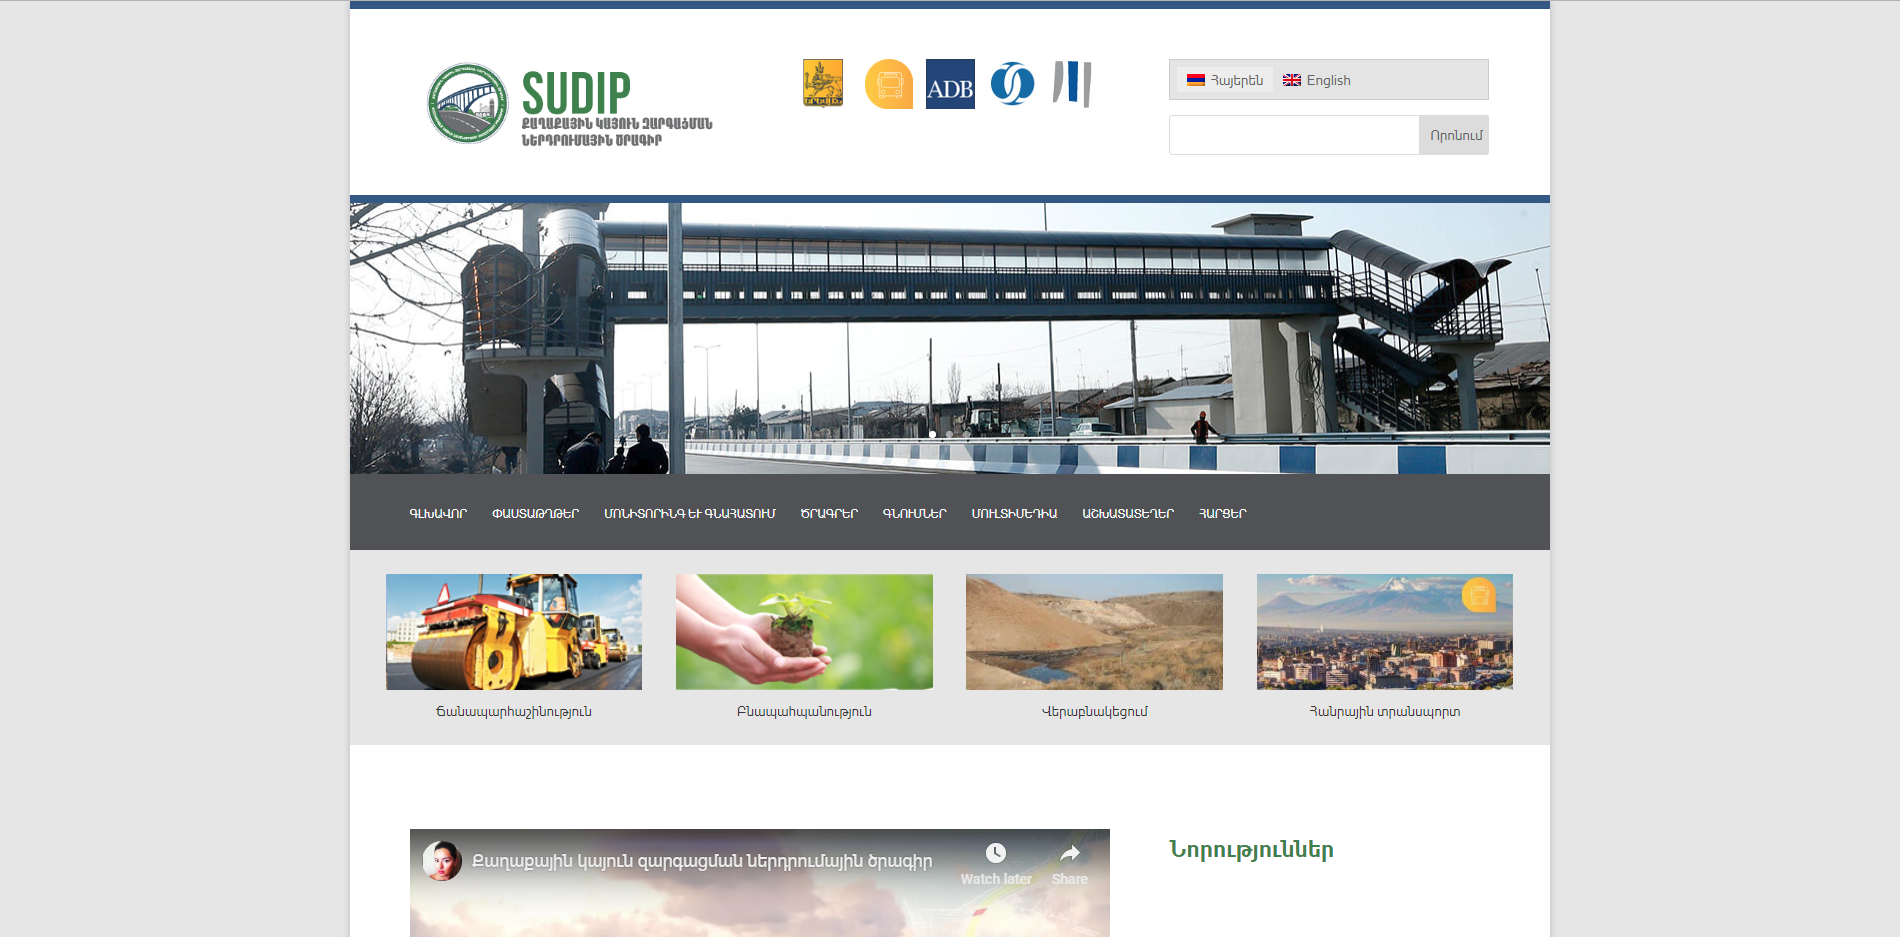 SUDIP
ՔԱՂԱՔԱՅԻՆ ԿԱՅՈՒՆ ԶԱՐԳԱՑՄԱՆ
ՆԵՐԴՐՈՒՄԱՅԻՆ ԾՐԱԳԻՐ
ԵՐԵՎԱՆ
ADB
Հայերեն
English
Որոնում
ԳԼԽԱՎՈՐ
ՓԱՍՏԱԹՂԹԵՐ
ՄՈՆԻՏՈՐԻՆԳ ԵՒ ԳՆԱՀԱՏՈՒՄ
ԾՐԱԳՐԵՐ
ԳՆՈՒՄՆԵՐ
ՄՈՒԼՏԻՄԵԴԻԱ
ԱՇԽԱՏԱՏԵՂԵՐ
ՀԱՐՑԵՐ
Ճանապարհաշինություն
Բնապահպանություն
Վերաբնակեցում
Հանրային տրանսպորտ
Քաղաքային կայուն զարգացման ներդրումային ծրագիր
Watch later
Share
Նորություններ